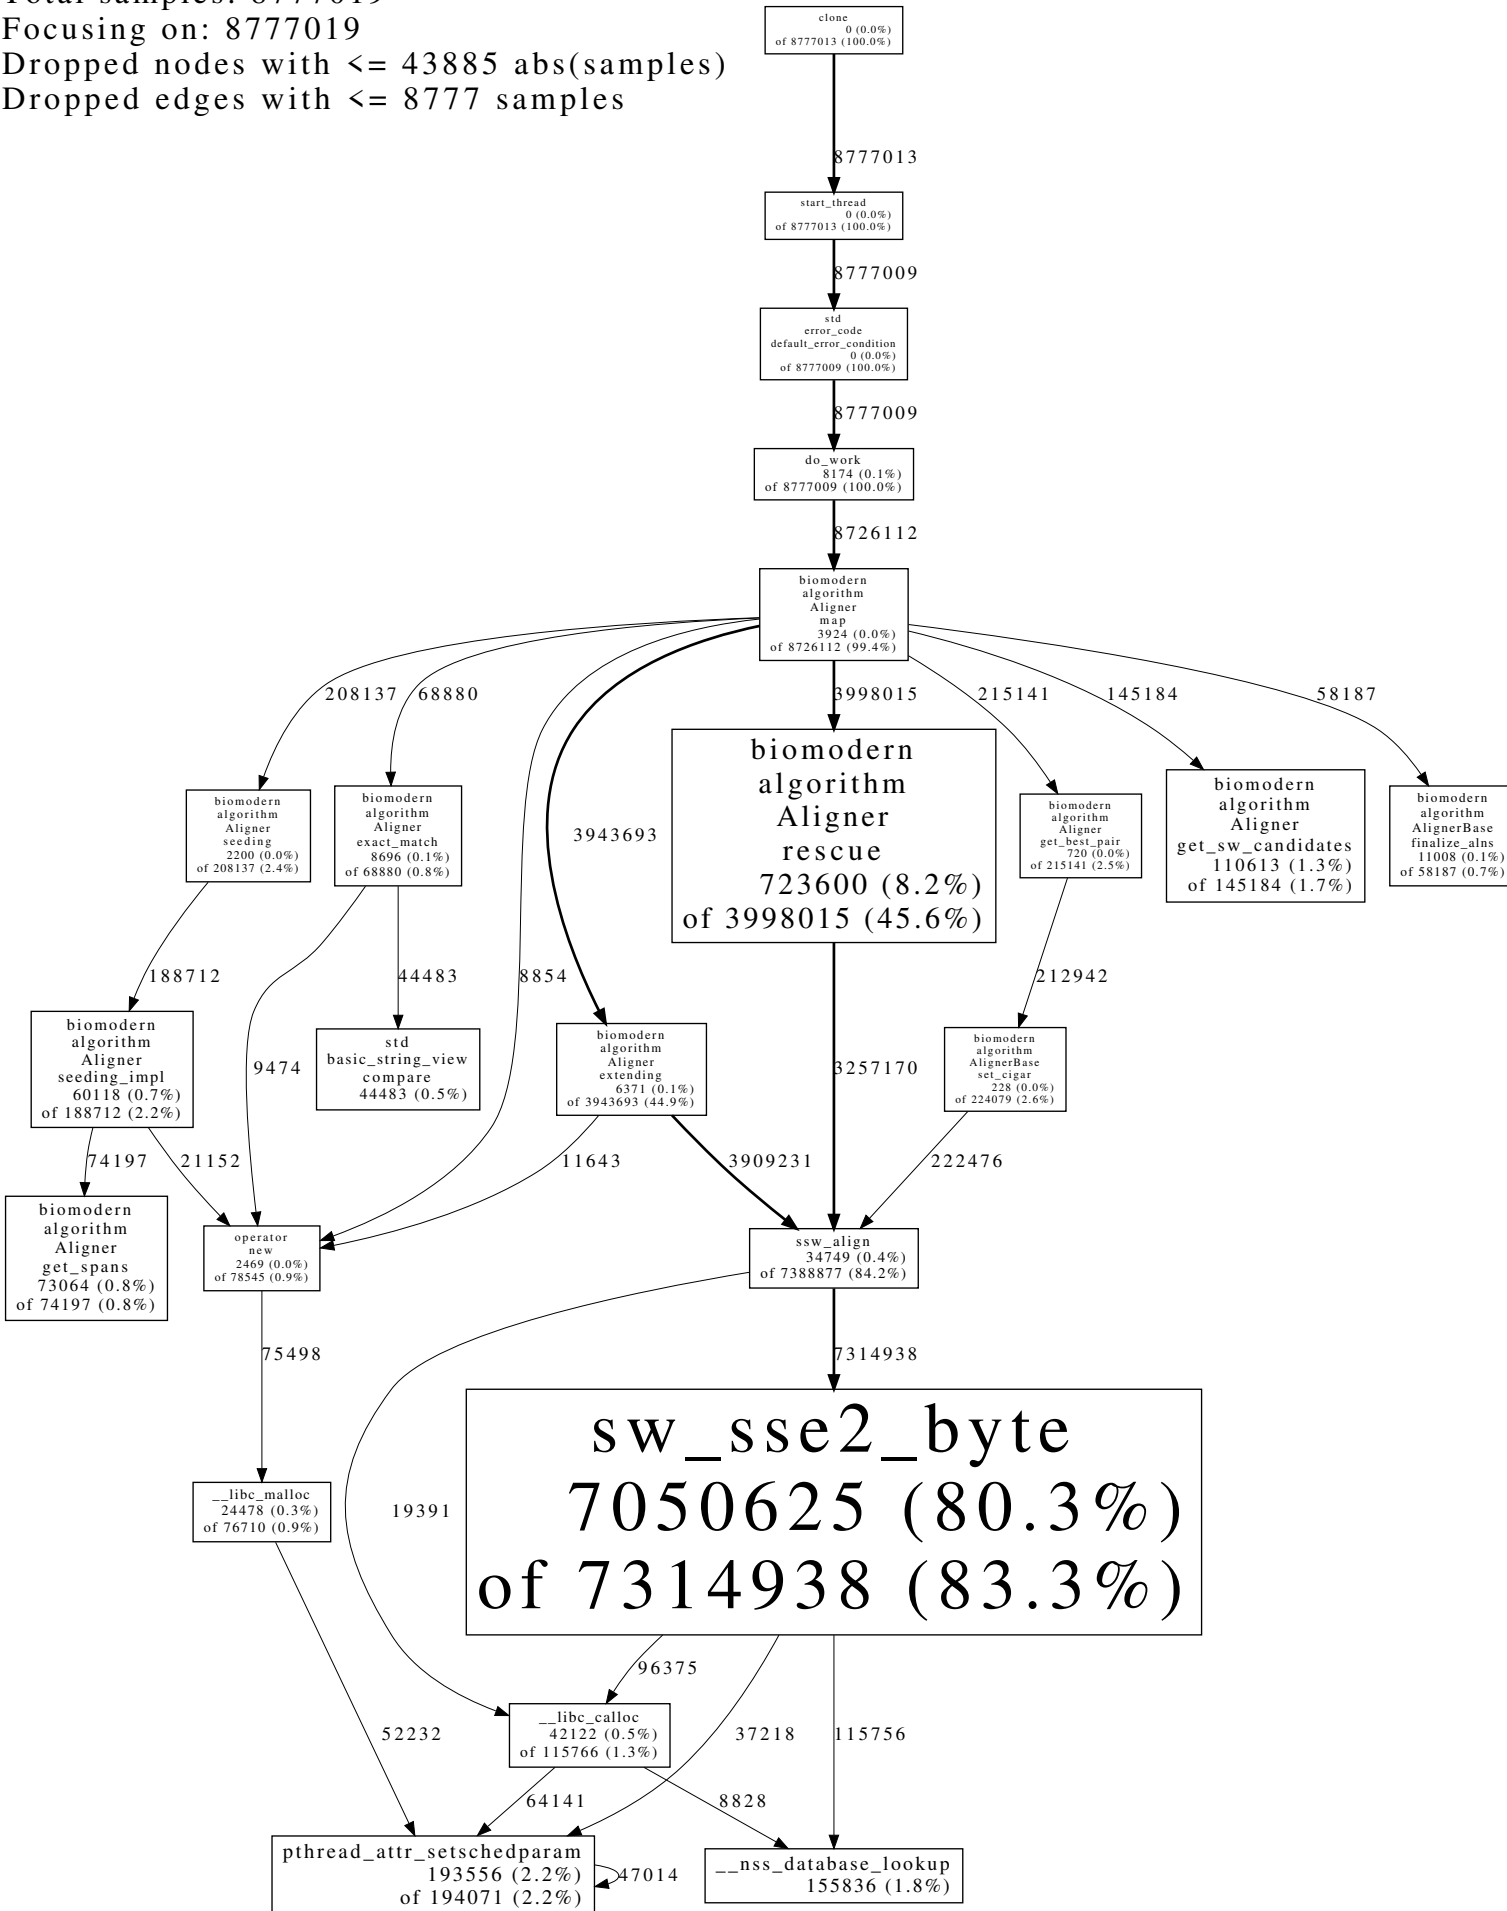 Total samples: 8777019
Focusing on: 8777019
Dropped nodes with <= 43885 abs(samples)
Dropped edges with <= 8777 samples
clone
0 (0.0%)
of 8777013 (100.0%)
8777013
start_thread
0 (0.0%)
of 8777013 (100.0%)
8777009
std
error_code
default_error_condition
0 (0.0%)
of 8777009 (100.0%)
8777009
do_work
8174 (0.1%)
of 8777009 (100.0%)
8726112
biomodern
algorithm
Aligner
map
3924 (0.0%)
of 8726112 (99.4%)
208137
68880
8854
3943693
3998015
215141
145184
58187
biomodern
algorithm
Aligner
seeding
2200 (0.0%)
of 208137 (2.4%)
biomodern
algorithm
Aligner
exact_match
8696 (0.1%)
of 68880 (0.8%)
biomodern
algorithm
Aligner
rescue
723600 (8.2%)
of 3998015 (45.6%)
biomodern
algorithm
Aligner
get_best_pair
720 (0.0%)
of 215141 (2.5%)
biomodern
algorithm
Aligner
get_sw_candidates
110613 (1.3%)
of 145184 (1.7%)
biomodern
algorithm
AlignerBase
finalize_alns
11008 (0.1%)
of 58187 (0.7%)
188712
9474
44483
3257170
212942
biomodern
algorithm
Aligner
seeding_impl
60118 (0.7%)
of 188712 (2.2%)
std
basic_string_view
compare
44483 (0.5%)
biomodern
algorithm
Aligner
extending
6371 (0.1%)
of 3943693 (44.9%)
biomodern
algorithm
AlignerBase
set_cigar
228 (0.0%)
of 224079 (2.6%)
74197
21152
11643
3909231
222476
biomodern
algorithm
Aligner
get_spans
73064 (0.8%)
of 74197 (0.8%)
operator
new
2469 (0.0%)
of 78545 (0.9%)
ssw_align
34749 (0.4%)
of 7388877 (84.2%)
75498
19391
7314938
__libc_malloc
24478 (0.3%)
of 76710 (0.9%)
sw_sse2_byte
7050625 (80.3%)
of 7314938 (83.3%)
52232
96375
37218
115756
__libc_calloc
42122 (0.5%)
of 115766 (1.3%)
64141
8828
pthread_attr_setschedparam
193556 (2.2%)
of 194071 (2.2%)
47014
__nss_database_lookup
155836 (1.8%)